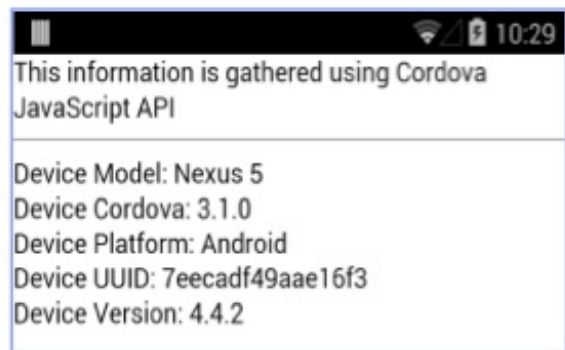 10:29
This information is gathered using Cordova
JavaScript API
Device Model: Nexus 5
Device Cordova: 3.1.0
Device Platform: Android
Device UUID: 7eecadf49aae16f3
Device Version: 4.4.2